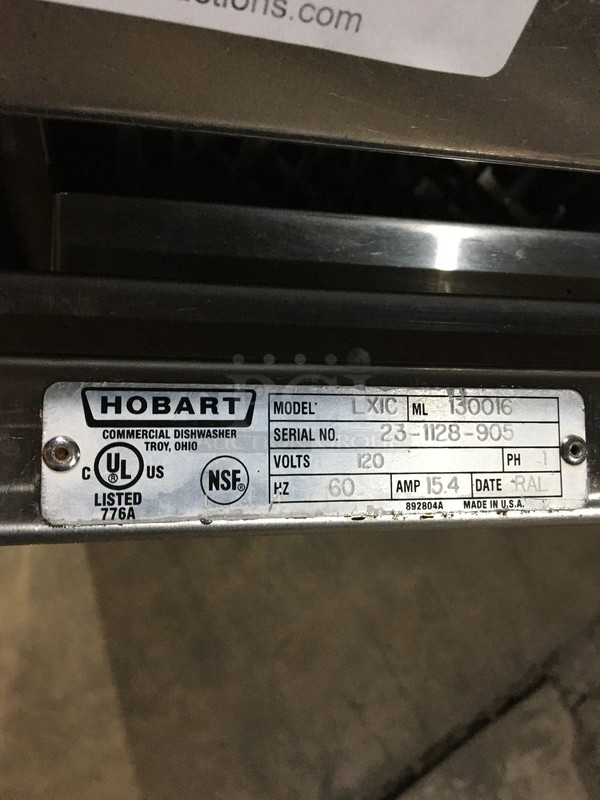 ctions.com
HOBART
COMMERCIAL DISHWASHER
TROY, OHIO
C UL US
LISTED
776A
NSF
MODEL LXIC ML 130016
SERIAL NO. 23-1128-905
VOLTS 120 PH 1
HZ 60 AMP 15.4 DATE RAL
892804A MADE IN U.S.A.